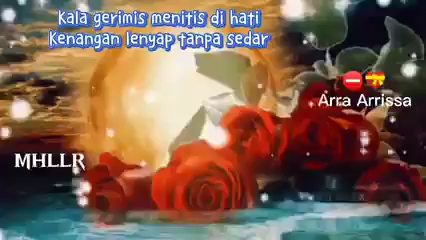 Kala gerimis menitis di hati
Kenangan lenyap tanpa sedar
⛔🎀
Arra Arrissa
MHLLR